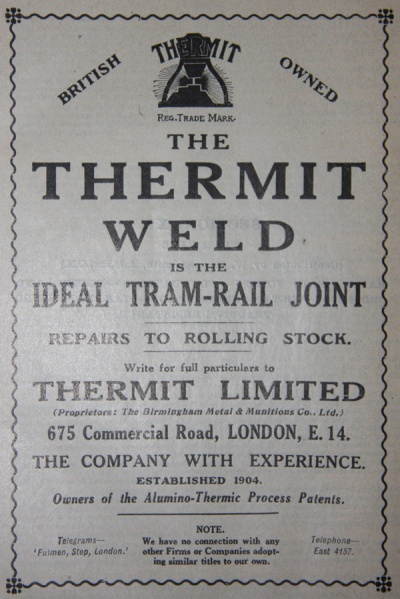 BRITISH THERMIT OWNED
REG. TRADE MARK.
THE
THERMIT
WELD
IS THE
IDEAL TRAM-RAIL JOINT
REPAIRS TO ROLLING STOCK.
Write for full particulars to
THERMIT LIMITED
(Proprietors: The Birmingham Metal & Munitions Co., Ltd.)
675 Commercial Road, LONDON, E. 14.
THE COMPANY WITH EXPERIENCE.
ESTABLISHED 1904.
Owners of the Alumino-Thermic Process Patents.
NOTE.
Telegrams—
'Fulmen, Step, London.'
We have no connection with any
other Firms or Companies adopt-
ing similar titles to our own.
Telephone—
East 4157.